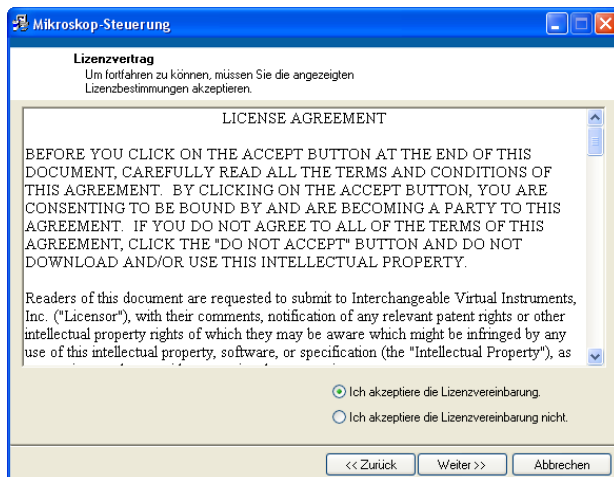 Mikroskop-Steuerung
Lizenzvertrag
Um fortfahren zu können, müssen Sie die angezeigten
Lizenzbestimmungen akzeptieren.
LICENSE AGREEMENT
BEFORE YOU CLICK ON THE ACCEPT BUTTON AT THE END OF THIS
DOCUMENT, CAREFULLY READ ALL THE TERMS AND CONDITIONS OF
THIS AGREEMENT.  BY CLICKING ON THE ACCEPT BUTTON, YOU ARE
CONSENTING TO BE BOUND BY AND ARE BECOMING A PARTY TO THIS
AGREEMENT.  IF YOU DO NOT AGREE TO ALL OF THE TERMS OF THIS
AGREEMENT, CLICK THE "DO NOT ACCEPT" BUTTON AND DO NOT
DOWNLOAD AND/OR USE THIS INTELLECTUAL PROPERTY.
Readers of this document are requested to submit to Interchangeable Virtual Instruments,
Inc. ("Licensor"), with their comments, notification of any relevant patent rights or other
intellectual property rights of which they may be aware which might be infringed by any
use of this intellectual property, software, or specification (the "Intellectual Property"), as
Ich akzeptiere die Lizenzvereinbarung.
Ich akzeptiere die Lizenzvereinbarung nicht.
<< Zurück
Weiter >>
Abbrechen